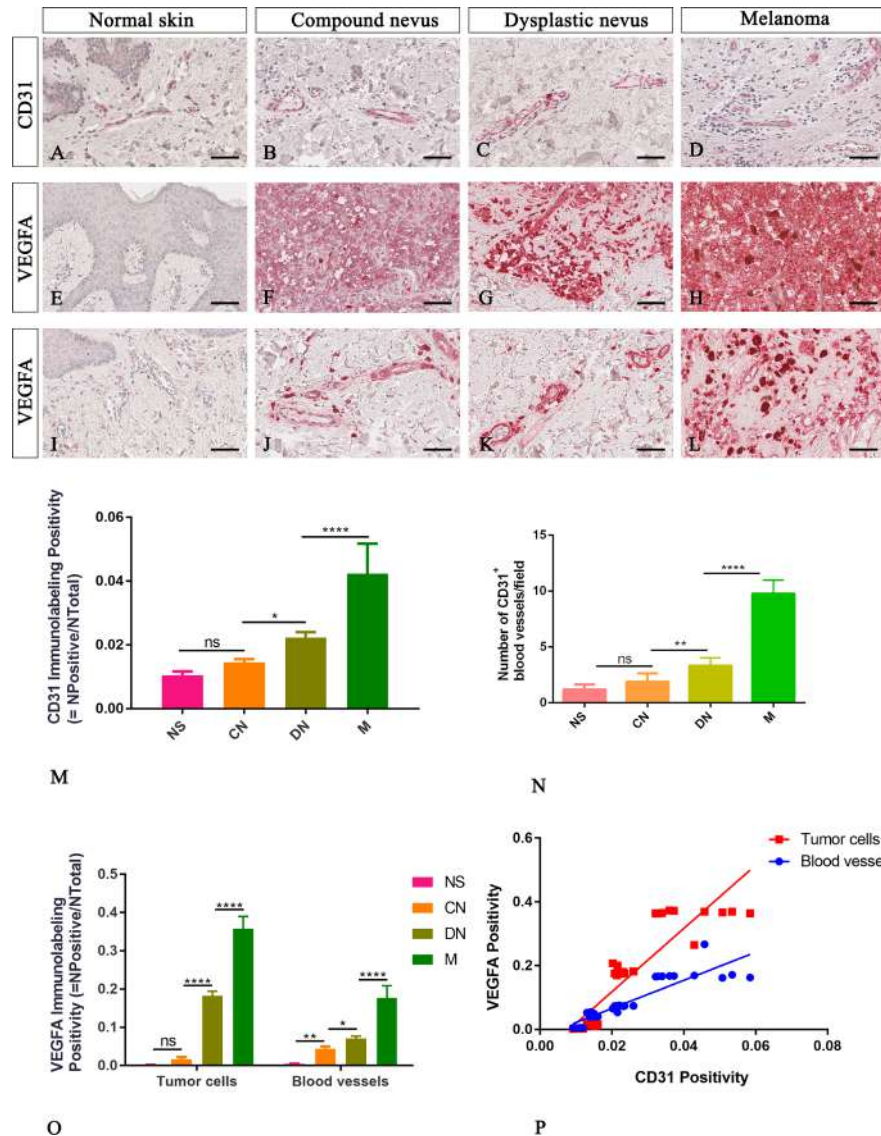 Normal skin
Compound nevus
Dysplastic nevus
Melanoma
CD31
A
B
C
D
VEGFA
E
F
G
H
VEGFA
I
J
K
L
CD31 Immunolabeling Positivity
(= NPositive/NTotal)
0.06
0.04
0.02
0.00
ns
*
****
NS
CN
DN
M
M
Number of CD31+
blood vessels/field
15
10
5
0
ns
**
****
NS
CN
DN
M
N
VEGFA Immunolabeling
Positivity (=NPositive/NTotal)
0.5
0.4
0.3
0.2
0.1
0.0
ns
****
****
**
*
****
Tumor cells
Blood vessels
NS
CN
DN
M
O
VEGFA Positivity
0.6
0.4
0.2
0.0
0.00
0.02
0.04
0.06
0.08
CD31 Positivity
Tumor cells
Blood vesse
P